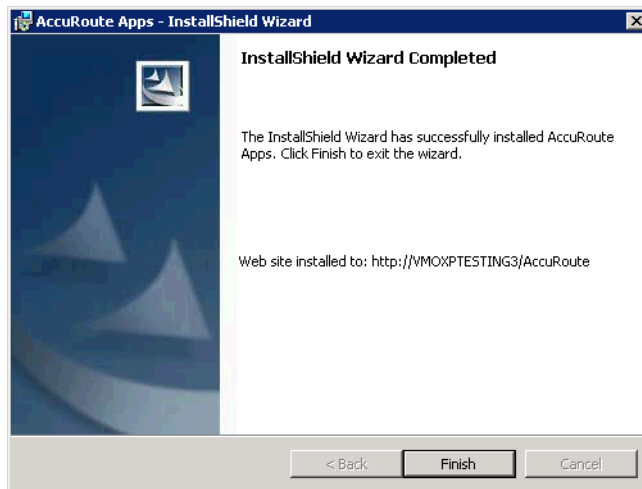 AccuRoute Apps - InstallShield Wizard
InstallShield Wizard Completed
The InstallShield Wizard has successfully installed AccuRoute
Apps. Click Finish to exit the wizard.
Web site installed to: http://VMOXPTESTING3/AccuRoute
< Back
Finish
Cancel